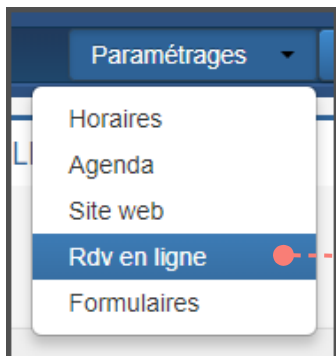 Paramétrages
Horaires
Agenda
Site web
Rdv en ligne
Formulaires